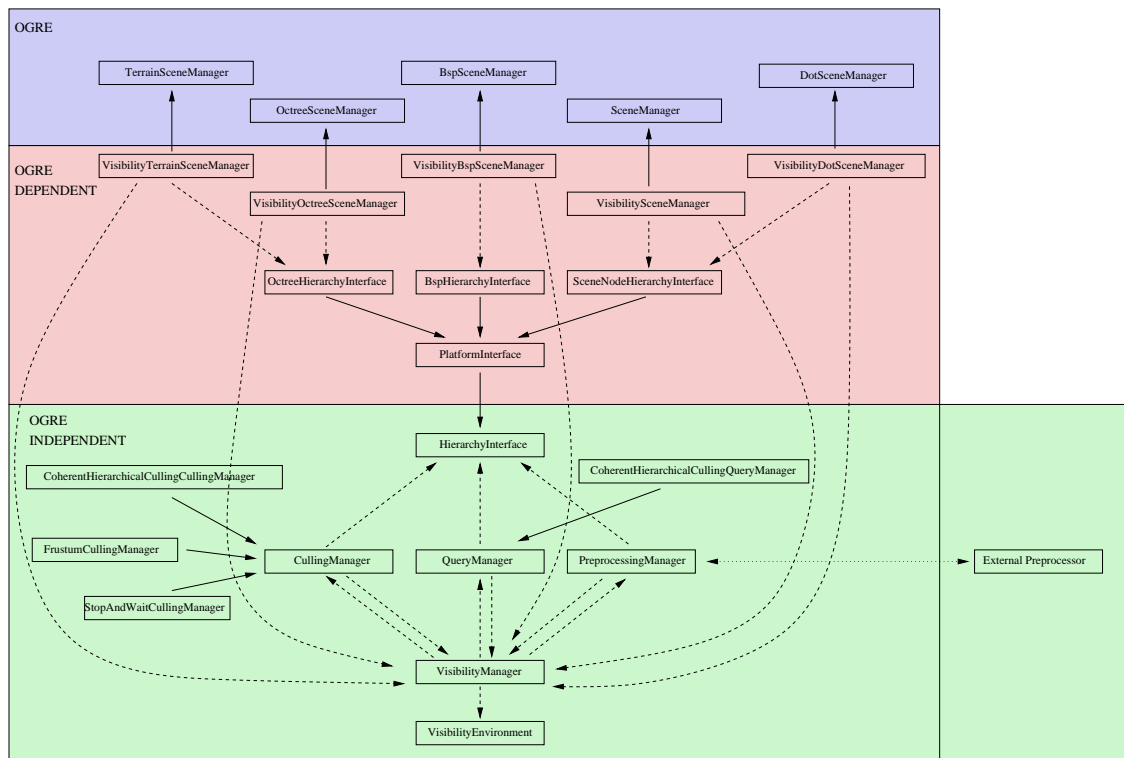 OGRE
TerrainSceneManager
BspSceneManager
DotSceneManager
OctreeSceneManager
SceneManager
OGRE
DEPENDENT
VisibilityTerrainSceneManager
VisibilityBspSceneManager
VisibilityDotSceneManager
VisibilityOctreeSceneManager
VisibilitySceneManager
OctreeHierarchyInterface
BspHierarchyInterface
SceneNodeHierarchyInterface
PlatformInterface
OGRE
INDEPENDENT
HierarchyInterface
CoherentHierarchicalCullingCullingManager
CoherentHierarchicalCullingQueryManager
FrustumCullingManager
CullingManager
QueryManager
PreprocessingManager
External Preprocessor
StopAndWaitCullingManager
VisibilityManager
VisibilityEnvironment